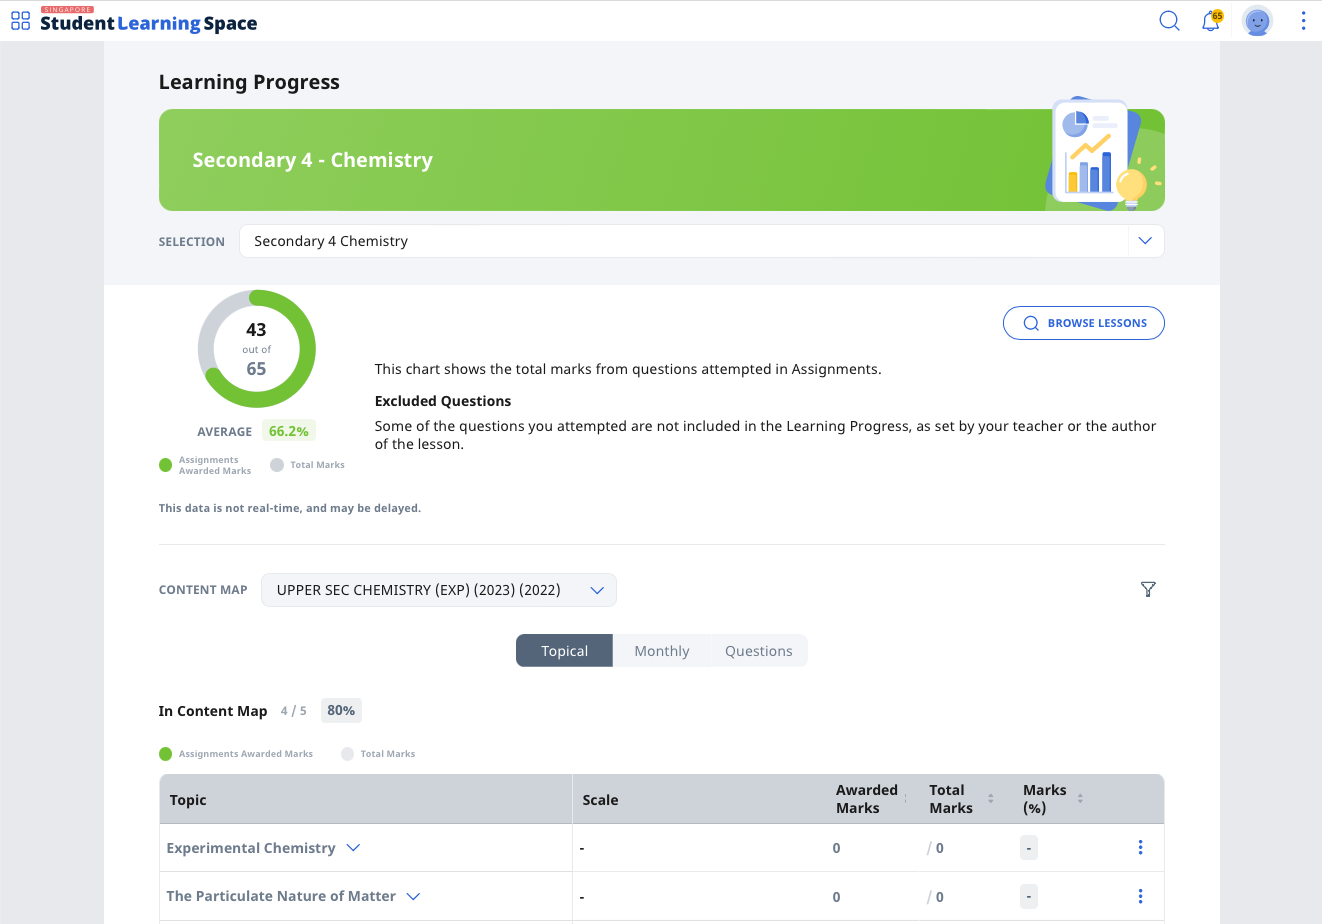 SINGAPORE
Student Learning Space
65
Learning Progress
Secondary 4 - Chemistry
SELECTION
Secondary 4 Chemistry
43
out of
65
BROWSE LESSONS
This chart shows the total marks from questions attempted in Assignments.
Excluded Questions
Some of the questions you attempted are not included in the Learning Progress, as set by your teacher or the author
of the lesson.
AVERAGE 66.2%
Assignments
Awarded Marks
Total Marks
This data is not real-time, and may be delayed.
CONTENT MAP
UPPER SEC CHEMISTRY (EXP) (2023) (2022)
Topical Monthly Questions
In Content Map 4 / 5 80%
Assignments Awarded Marks Total Marks
Topic Scale Awarded Marks Total Marks Marks (%)
Experimental Chemistry - 0 / 0 -
The Particulate Nature of Matter - 0 / 0 -